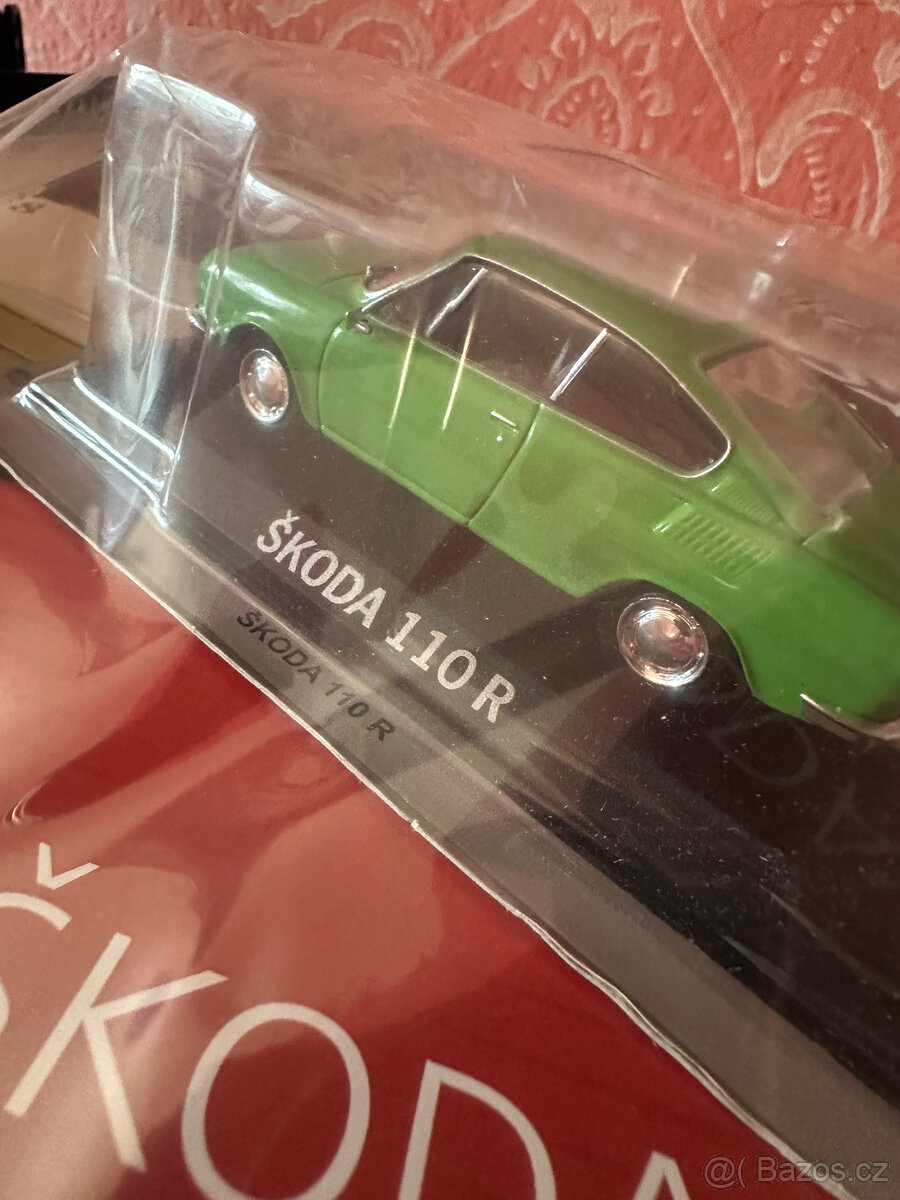 ŠKODA 110 R
ŠKODA 110 R
ŠKODA
@( Bazos.cz